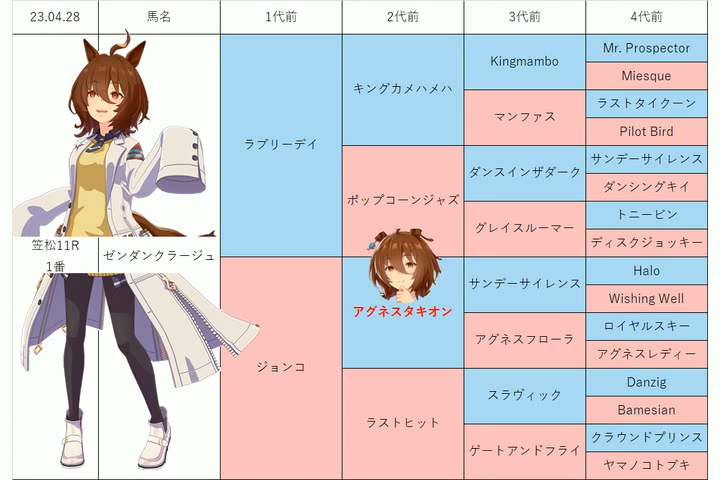 23.04.28
馬名
1代前
2代前
3代前
4代前
笠松11R
1番
ゼンダンクラージュ
ラブリーデイ
キングカメハメハ
Kingmambo
Mr. Prospector
Miesque
マンファス
ラストタイクーン
Pilot Bird
ポップコーンジャズ
ダンスインザダーク
サンデーサイレンス
ダンシングキイ
グレイスルーマー
トニービン
ディスクジョッキー
ジョンコ
アグネスタキオン
サンデーサイレンス
Halo
Wishing Well
アグネスフローラ
ロイヤルスキー
アグネスレディー
ラストヒット
スラヴィック
Danzig
Bamesian
ゲートアンドフライ
クラウンドプリンス
ヤマノコトブキ